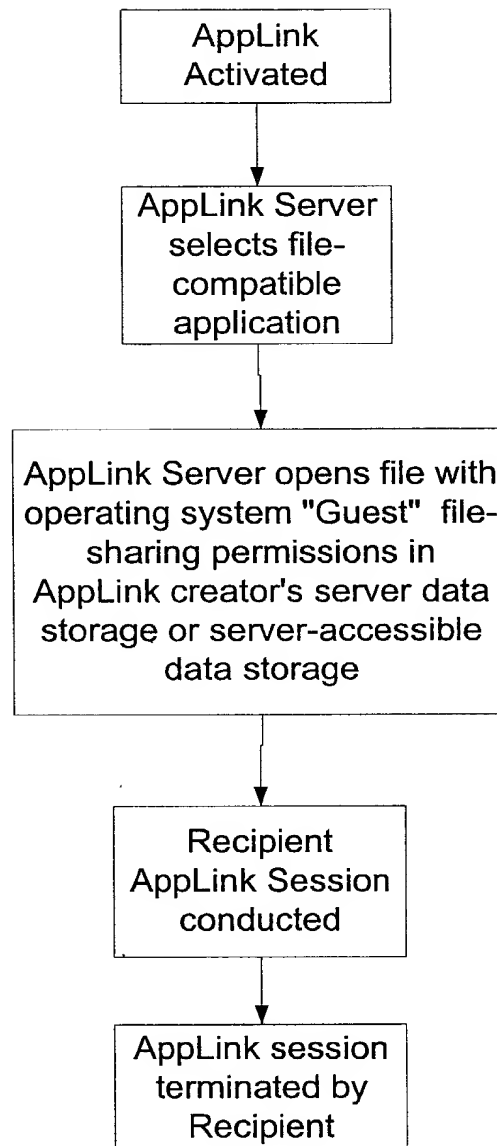 AppLink
Activated
AppLink Server
selects file-
compatible
application
AppLink Server opens file with
operating system "Guest" file-
sharing permissions in
AppLink creator's server data
storage or server-accessible
data storage
Recipient
AppLink Session
conducted
AppLink session
terminated by
Recipient